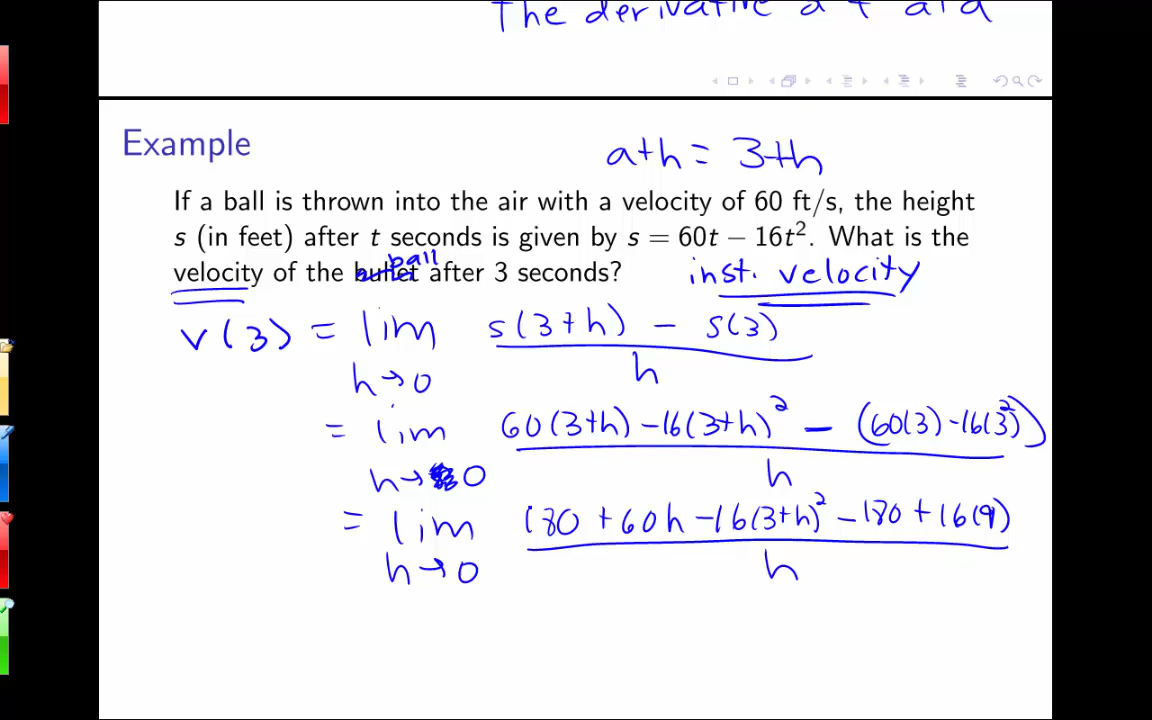 The derivative a t a = a
Example
a+h = 3+h
If a ball is thrown into the air with a velocity of 60 ft/s, the height
s (in feet) after t seconds is given by s = 60t − 16t². What is the
ball
velocity of the bullet after 3 seconds? inst. velocity
v(3) = lim s(3+h) − s(3)
h→0 h
= lim 60(3+h) −16(3+h)² − (60(3) −16(3²))
h→0 h
= lim 180 + 60h −16(3+h)² −180 + 16(9)
h→0 h